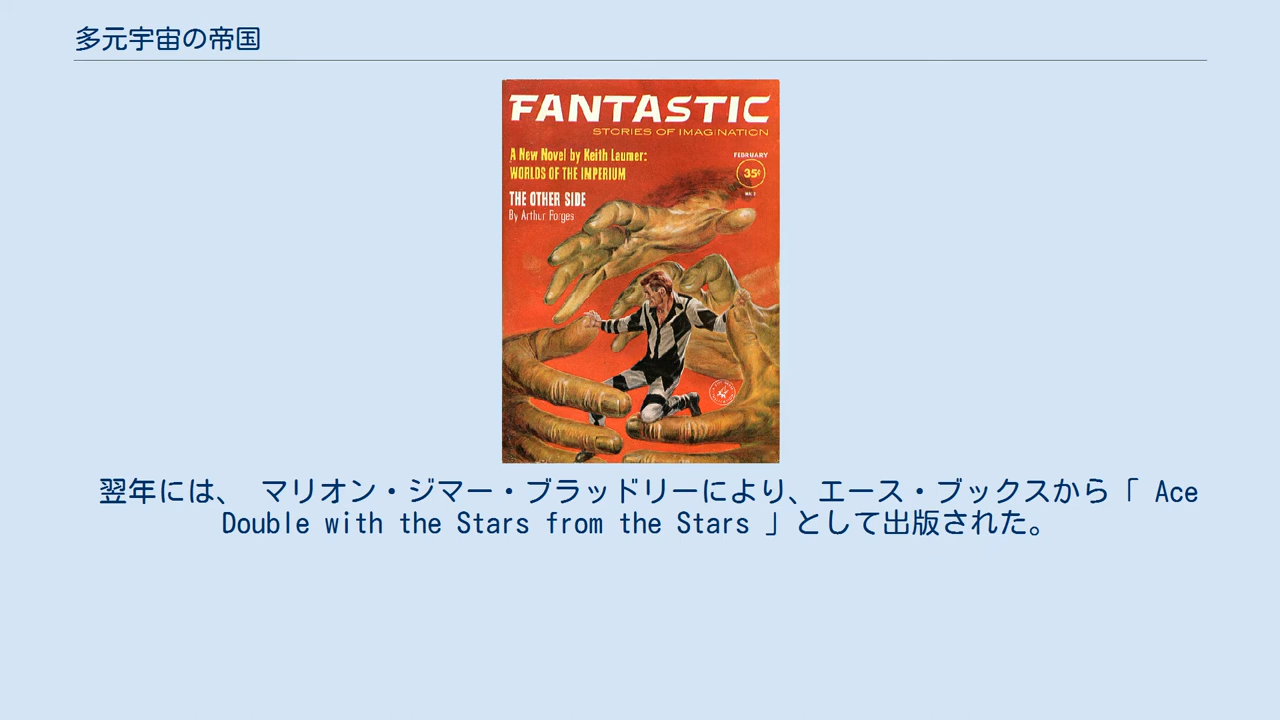 多元宇宙の帝国
FANTASTIC
STORIES OF IMAGINATION
A New Novel by Keith Laumer:
WORLDS OF THE IMPERIUM
FEBRUARY
35¢
THE OTHER SIDE
By Arthur Porges
翌年には、 マリオン・ジマー・ブラッドリーにより、エース・ブックスから「 Ace
Double with the Stars from the Stars 」として出版された。